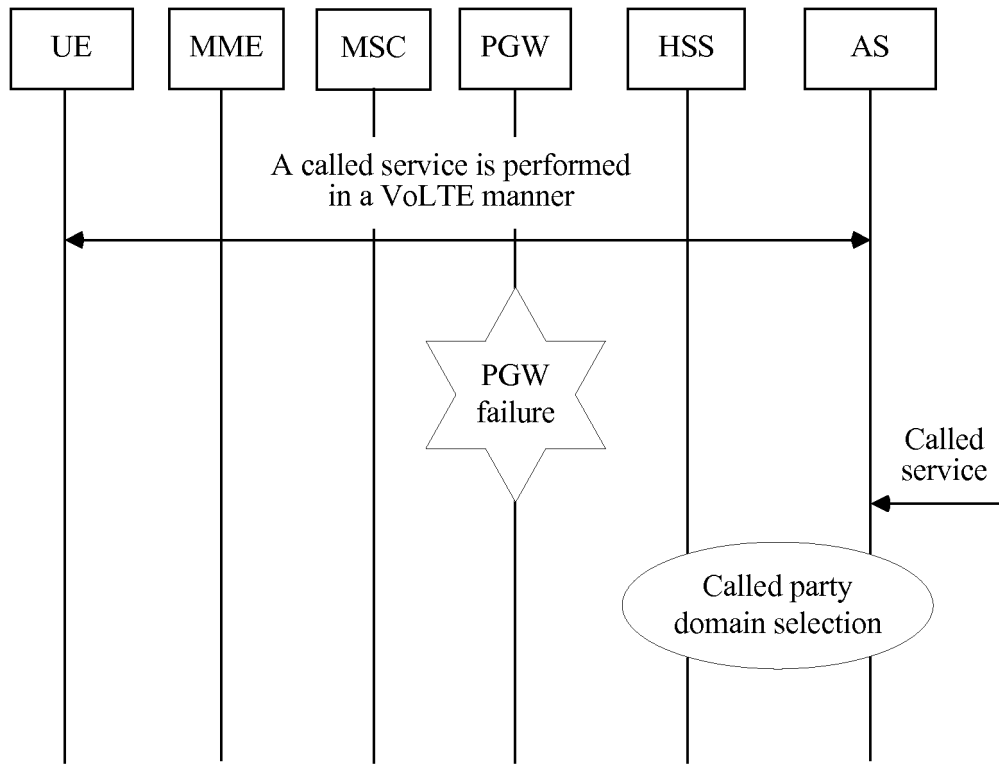 UE
MME
MSC
PGW
HSS
AS
A called service is performed
in a VoLTE manner
PGW
failure
Called
service
Called party
domain selection